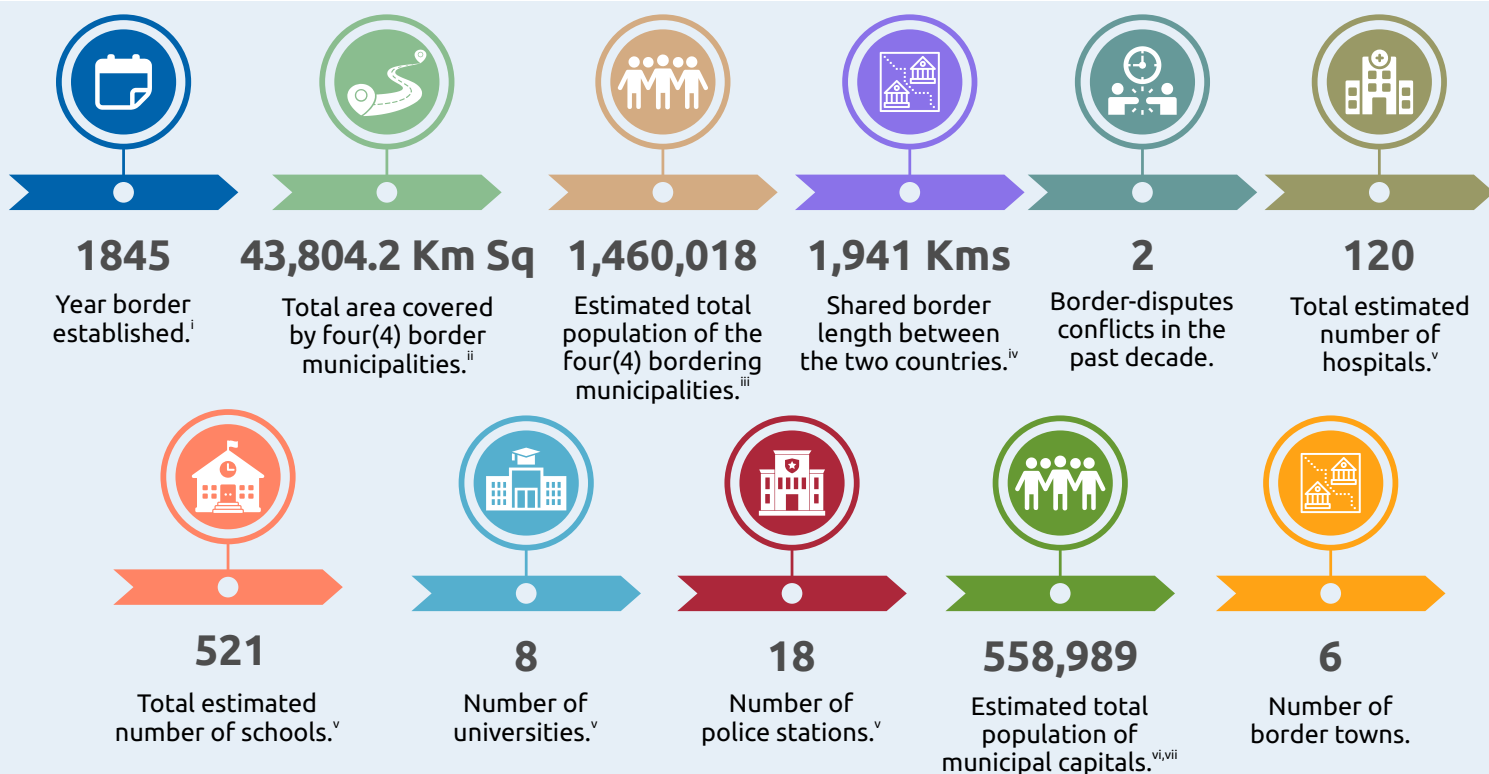 1845
Year border
established.i
43,804.2 Km Sq
Total area covered
by four(4) border
municipalities.ii
1,460,018
Estimated total
population of the
four(4) bordering
municipalities.iii
1,941 Kms
Shared border
length between
the two countries.iv
2
Border-disputes
conflicts in the
past decade.
120
Total estimated
number of
hospitals.v
521
Total estimated
number of schools.v
8
Number of
universities.v
18
Number of
police stations.v
558,989
Estimated total
population of
municipal capitals.vi,vii
6
Number of
border towns.